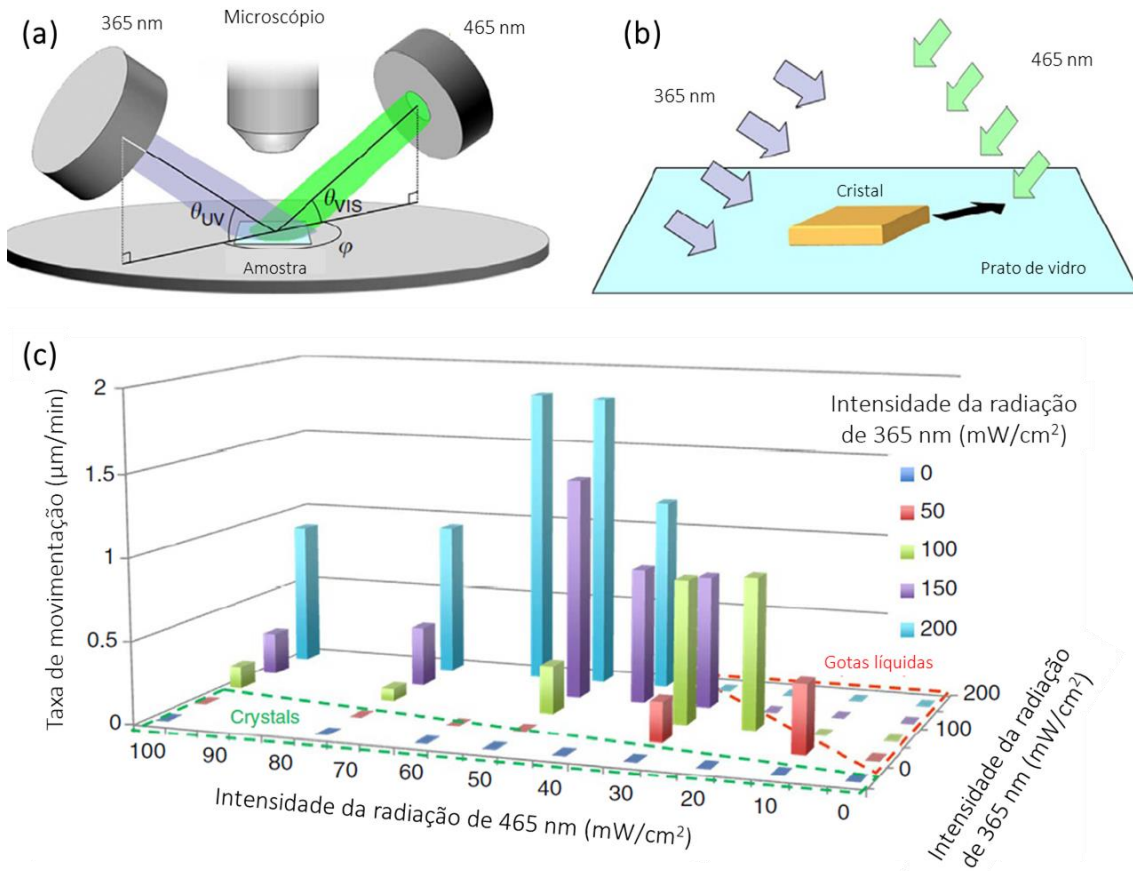 (a)
365 nm
Microscópio
465 nm
θUV
θVIS
φ
Amostra
(b)
365 nm
465 nm
Cristal
Prato de vidro
(c)
Taxa de movimentação (µm/min)
2
1.5
1
0.5
0
Intensidade da radiação
de 365 nm (mW/cm²)
0
50
100
150
200
Crystals
Gotas líquidas
100
90
80
70
60
50
40
30
20
10
0
Intensidade da radiação de 465 nm (mW/cm²)
200
100
0
Intensidade da radiação
de 365 nm (mW/cm²)